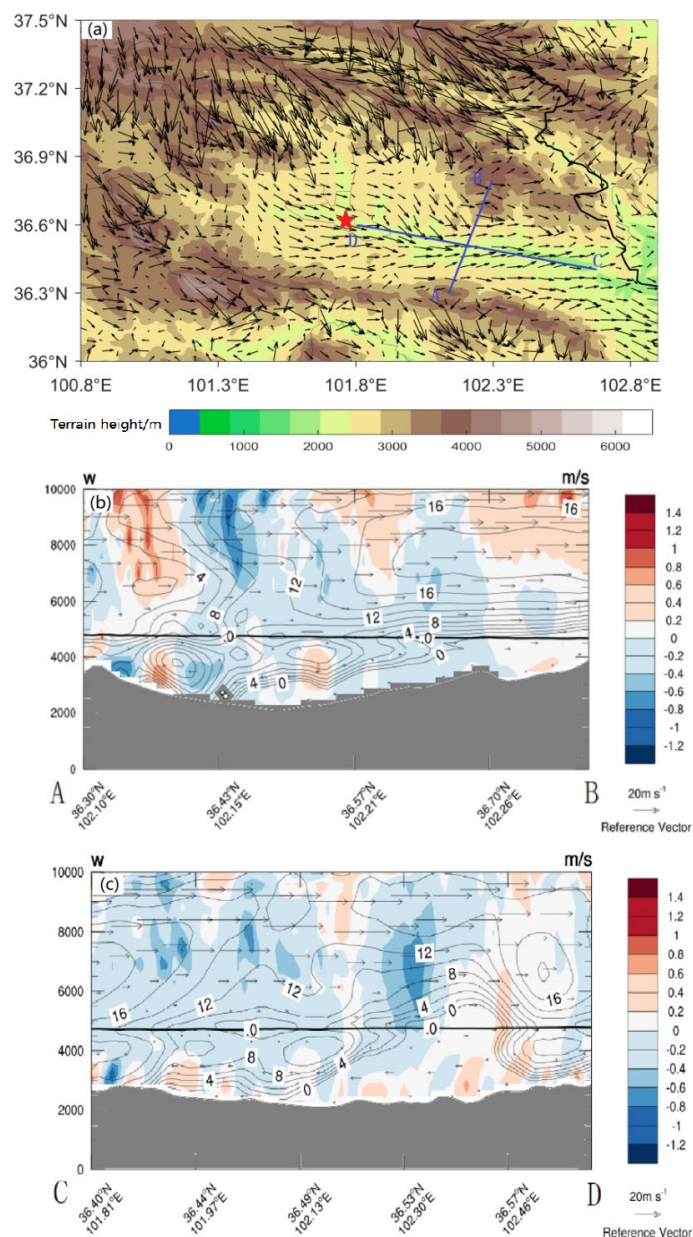 (a)
37.5°N
37.2°N
36.9°N
36.6°N
36.3°N
36°N
B
D
C
A
100.8°E 101.3°E 101.8°E 102.3°E 102.8°E
Terrain height/m
0 1000 2000 3000 4000 5000 6000
w m/s
(b)
10000
8000
6000
4000
2000
0
16
16
4
12
16
8
12
8
.0
4
.0
0
4
0
1.4
1.2
1
0.8
0.6
0.4
0.2
0
-0.2
-0.4
-0.6
-0.8
-1
-1.2
A B
36.30°N
102.10°E
36.43°N
102.15°E
36.57°N
102.21°E
36.70°N
102.26°E
20m s⁻¹
Reference Vector
w m/s
(c)
10000
8000
6000
4000
2000
0
12
8
12
12
16
4
16
0
.0
.0
8
8
4
4
0
1.4
1.2
1
0.8
0.6
0.4
0.2
0
-0.2
-0.4
-0.6
-0.8
-1
-1.2
C D
36.40°N
101.81°E
36.44°N
101.97°E
36.49°N
102.13°E
36.53°N
102.30°E
36.57°N
102.46°E
20m s⁻¹
Reference Vector